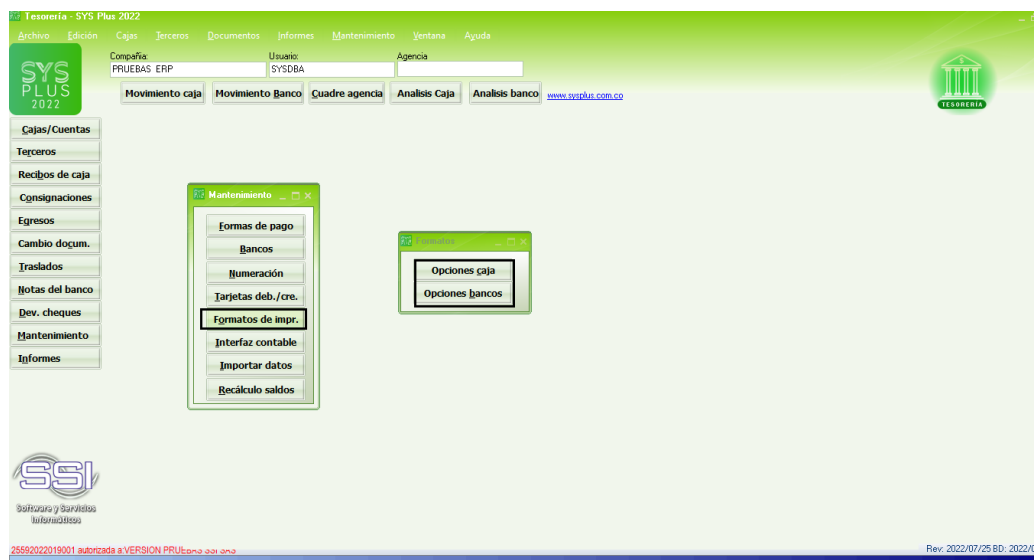 Tesorería - SYS Plus 2022
Archivo Edición Cajas Terceros Documentos Informes Mantenimiento Ventana Ayuda
Compañia: Usuario: Agencia
PRUEBAS ERP SYSDBA
SYS
PLUS
2022
Movimiento caja Movimiento Banco Cuadre agencia Analisis Caja Analisis banco www.sysplus.com.co
TESORERÍA
Cajas/Cuentas
Terceros
Recibos de caja
Consignaciones
Egresos
Cambio docum.
Traslados
Notas del banco
Dev. cheques
Mantenimiento
Informes
Mantenimiento
Formas de pago
Bancos
Numeración
Tarjetas deb./cre.
Formatos de impr.
Interfaz contable
Importar datos
Recálculo saldos
Formatos
Opciones caja
Opciones bancos
SSI
Software y Servicios
Informáticos
25592022019001 autorizada a:VERSION PRUEBAS SSI SAS
Rev: 2022/07/25 BD: 2022/